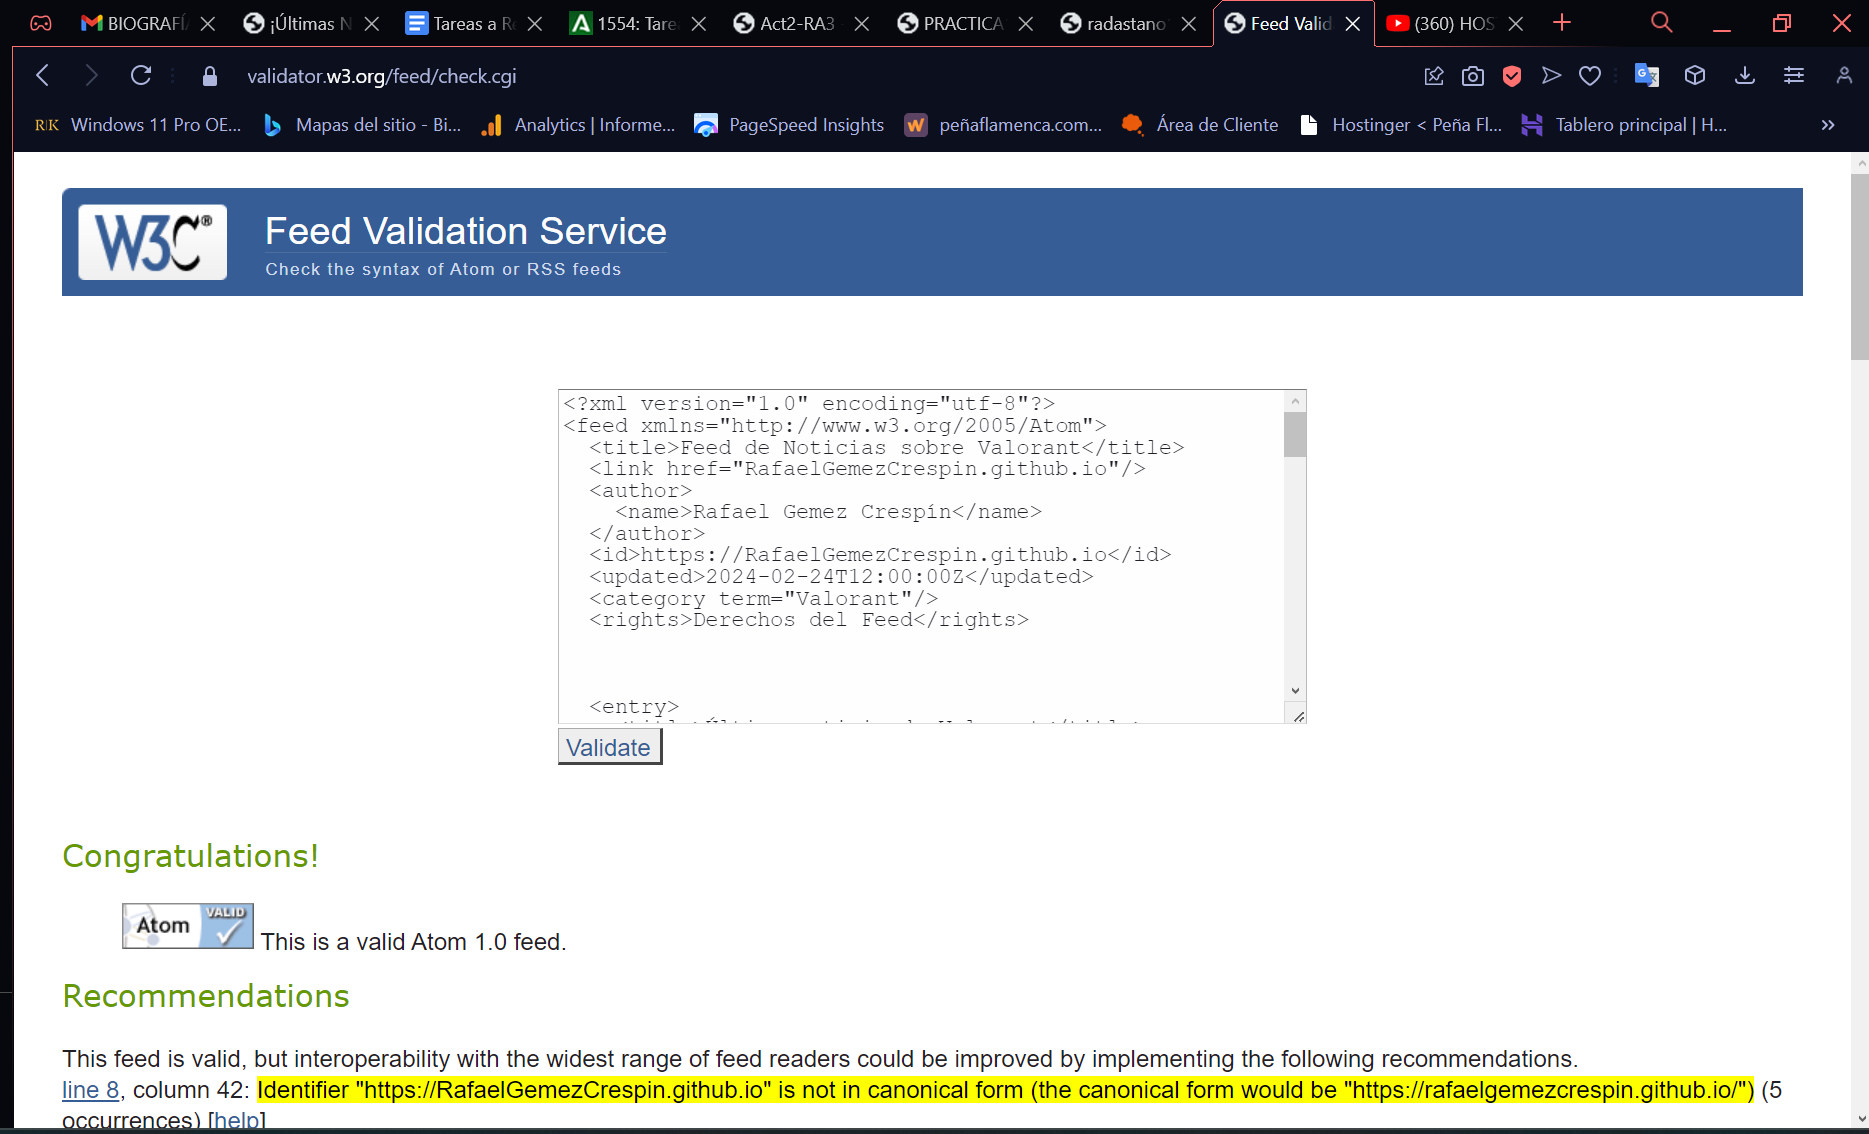 BIOGRAFÍ
¡Últimas N
Tareas a R
1554: Tare
Act2-RA3
PRACTICA
radastano
Feed Valid
(360) HOS
validator.w3.org/feed/check.cgi
R|K Windows 11 Pro OE...
Mapas del sitio - Bi...
Analytics | Informe...
PageSpeed Insights
peñaflamenca.com...
Área de Cliente
Hostinger < Peña Fl...
Tablero principal | H...
»
W3C®
Feed Validation Service
Check the syntax of Atom or RSS feeds
<?xml version="1.0" encoding="utf-8"?>
<feed xmlns="http://www.w3.org/2005/Atom">
<title>Feed de Noticias sobre Valorant</title>
<link href="RafaelGemezCrespin.github.io"/>
<author>
<name>Rafael Gemez Crespín</name>
</author>
<id>https://RafaelGemezCrespin.github.io</id>
<updated>2024-02-24T12:00:00Z</updated>
<category term="Valorant"/>
<rights>Derechos del Feed</rights>
<entry>
Validate
Congratulations!
Atom VALID This is a valid Atom 1.0 feed.
Recommendations
This feed is valid, but interoperability with the widest range of feed readers could be improved by implementing the following recommendations.
line 8, column 42: Identifier "https://RafaelGemezCrespin.github.io" is not in canonical form (the canonical form would be "https://rafaelgemezcrespin.github.io/") (5
occurrences) [help]